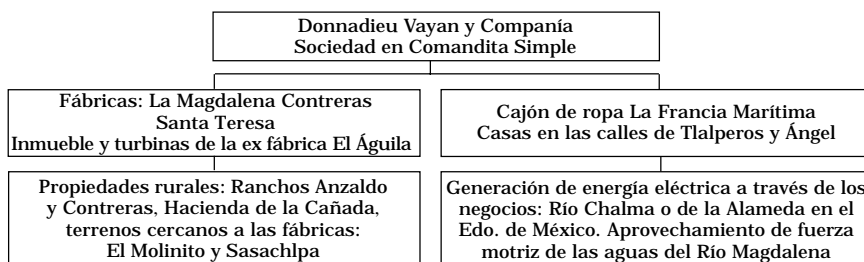 Donnadieu Vayan y Companía
Sociedad en Comandita Simple
Fábricas: La Magdalena Contreras
Santa Teresa
Inmueble y turbinas de la ex fábrica El Águila
Cajón de ropa La Francia Marítima
Casas en las calles de Tlalperos y Ángel
Propiedades rurales: Ranchos Anzaldo
y Contreras, Hacienda de la Cañada,
terrenos cercanos a las fábricas:
El Molinito y Sasachlpa
Generación de energía eléctrica a través de los
negocios: Río Chalma o de la Alameda en el
Edo. de México. Aprovechamiento de fuerza
motriz de las aguas del Río Magdalena